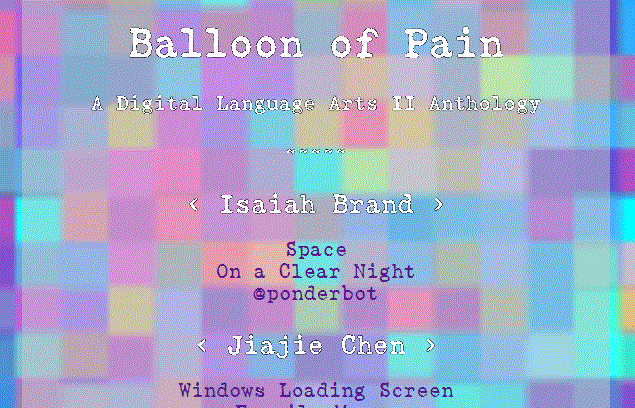 Balloon of Pain
A Digital Language Arts II Anthology
~~~~~
< Isaiah Brand >
Space
On a Clear Night
@ponderbot
< Jiajie Chen >
Windows Loading Screen